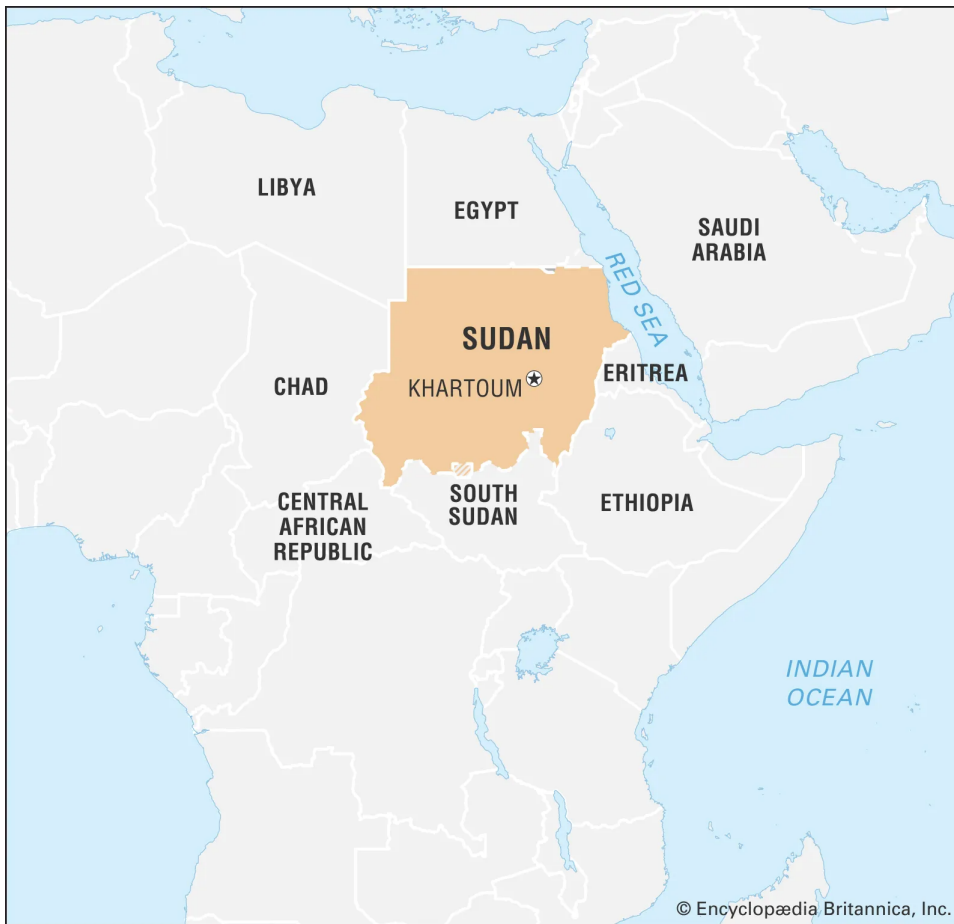 LIBYA
EGYPT
SAUDI
ARABIA
RED SEA
SUDAN
KHARTOUM
CHAD
ERITREA
CENTRAL
AFRICAN
REPUBLIC
SOUTH
SUDAN
ETHIOPIA
INDIAN
OCEAN
© Encyclopædia Britannica, Inc.